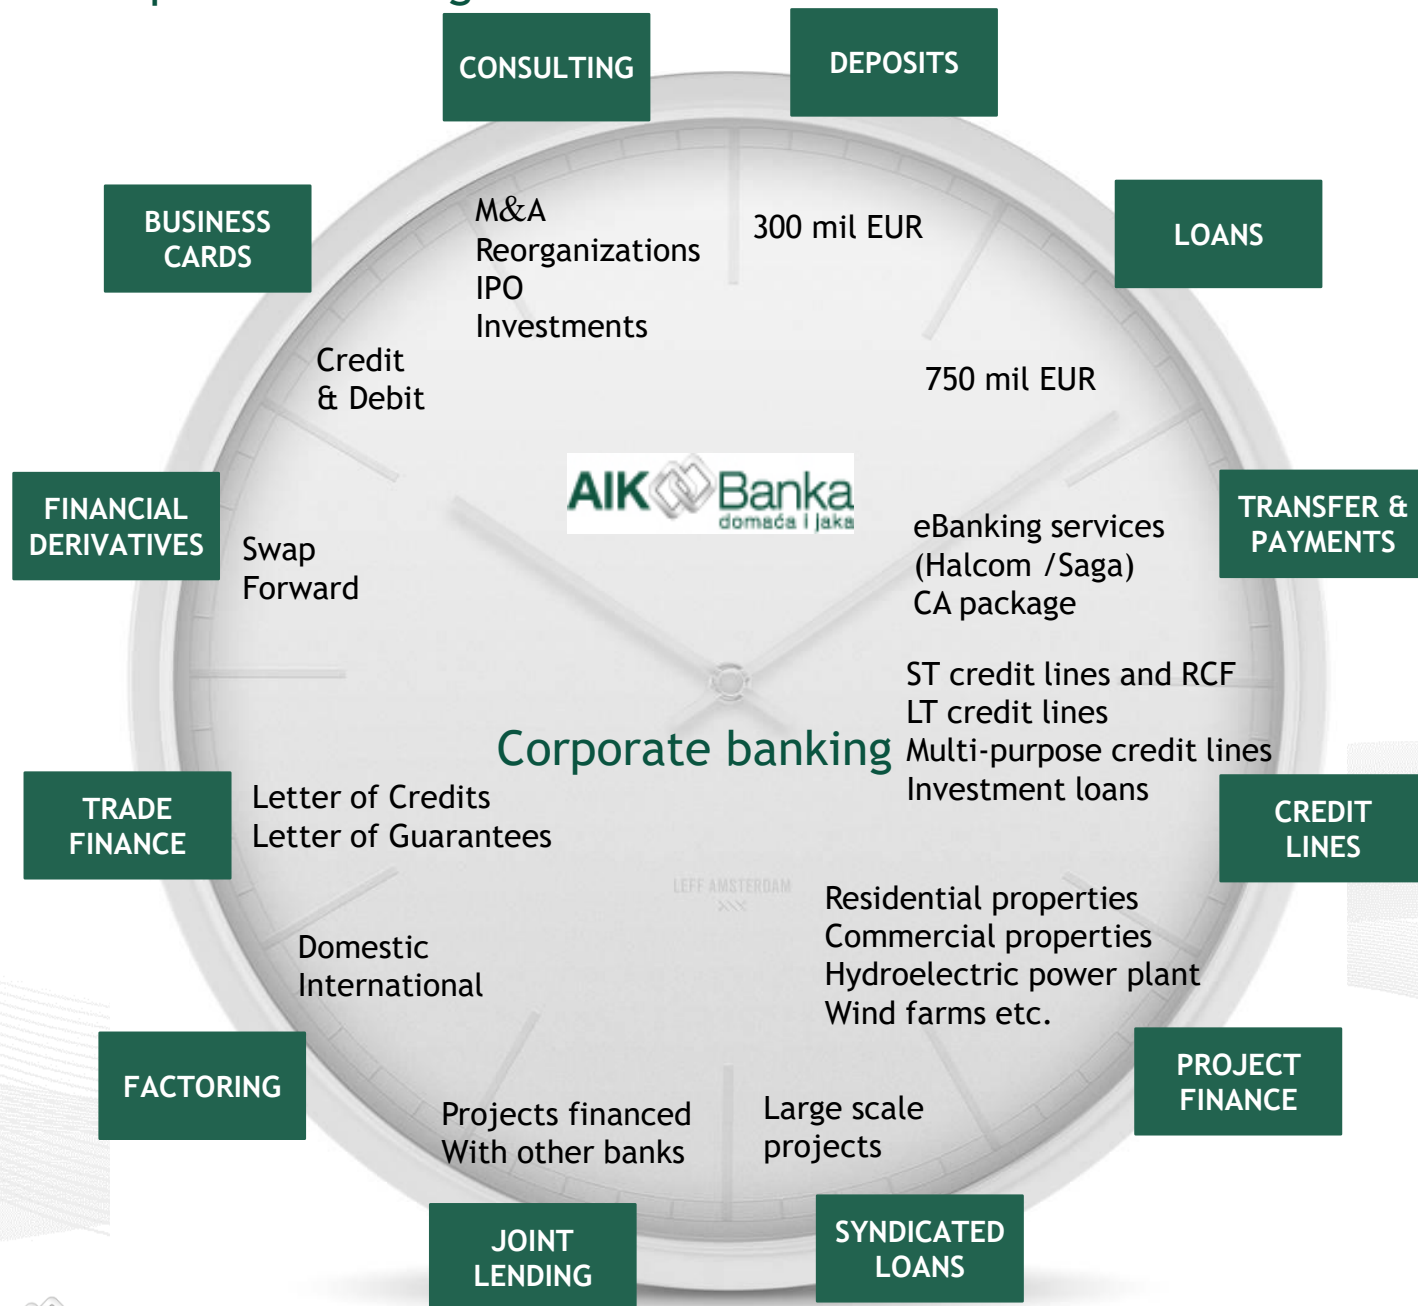 CONSULTING
DEPOSITS
BUSINESS
CARDS
LOANS
M&A
Reorganizations
IPO
Investments
300 mil EUR
Credit
& Debit
750 mil EUR
AIK Banka
domaća i jaka
FINANCIAL
DERIVATIVES
Swap
Forward
eBanking services
(Halcom /Saga)
CA package
TRANSFER &
PAYMENTS
ST credit lines and RCF
LT credit lines
Multi-purpose credit lines
Investment loans
Corporate banking
TRADE
FINANCE
Letter of Credits
Letter of Guarantees
CREDIT
LINES
LEFF AMSTERDAM
Residential properties
Commercial properties
Hydroelectric power plant
Wind farms etc.
Domestic
International
FACTORING
PROJECT
FINANCE
Projects financed
With other banks
Large scale
projects
JOINT
LENDING
SYNDICATED
LOANS